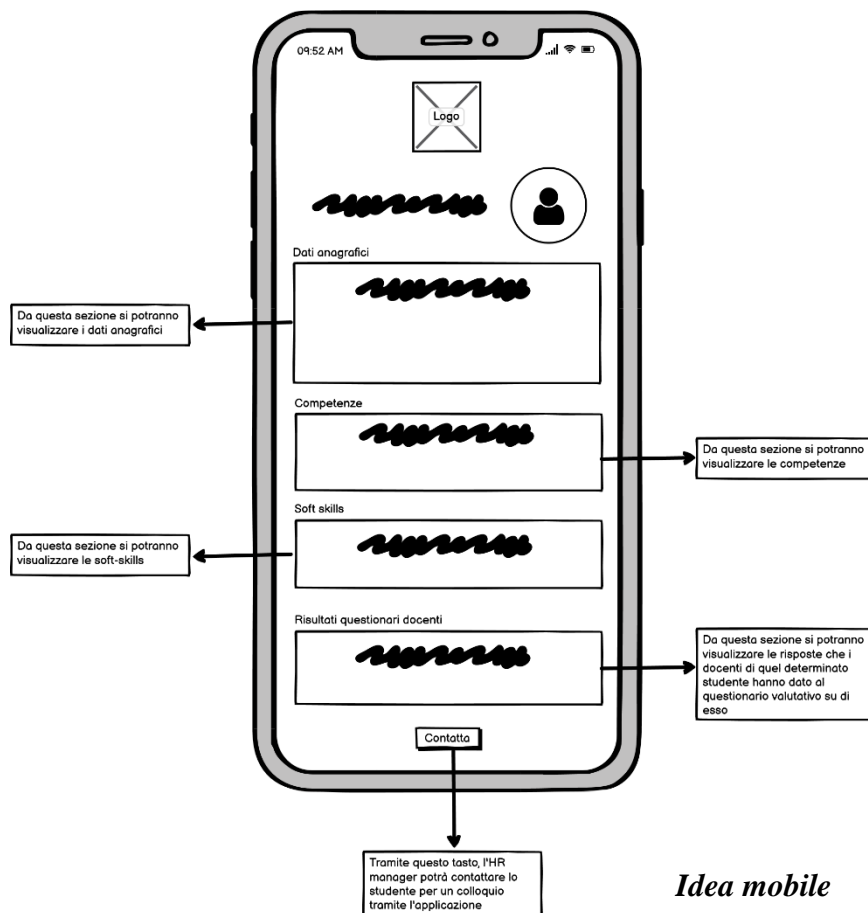 09:52 AM
Logo
Dati anagrafici
Da questa sezione si potranno
visualizzare i dati anagrafici
Competenze
Da questa sezione si potranno
visualizzare le competenze
Soft skills
Da questa sezione si potranno
visualizzare le soft-skills
Risultati questionari docenti
Da questa sezione si potranno
visualizzare le risposte che i
docenti di quel determinato
studente hanno dato al
questionario valutativo su di
esso
Contatta
Tramite questo tasto, l'HR
manager potrà contattare lo
studente per un colloquio
tramite l'applicazione
Idea mobile